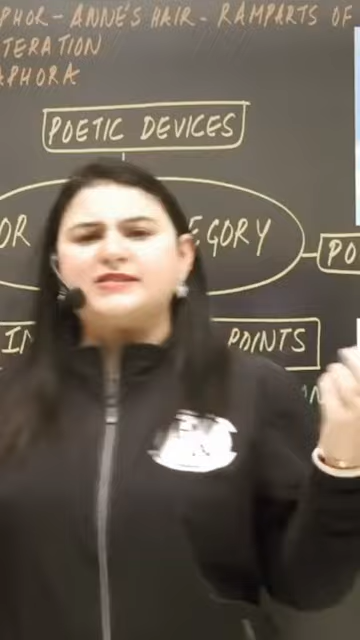 PHOR - ANNE'S HAIR - RAMPARTS OF
TERATION
APHORA
POETIC DEVICES
OR EGORY
PO
IN POINTS